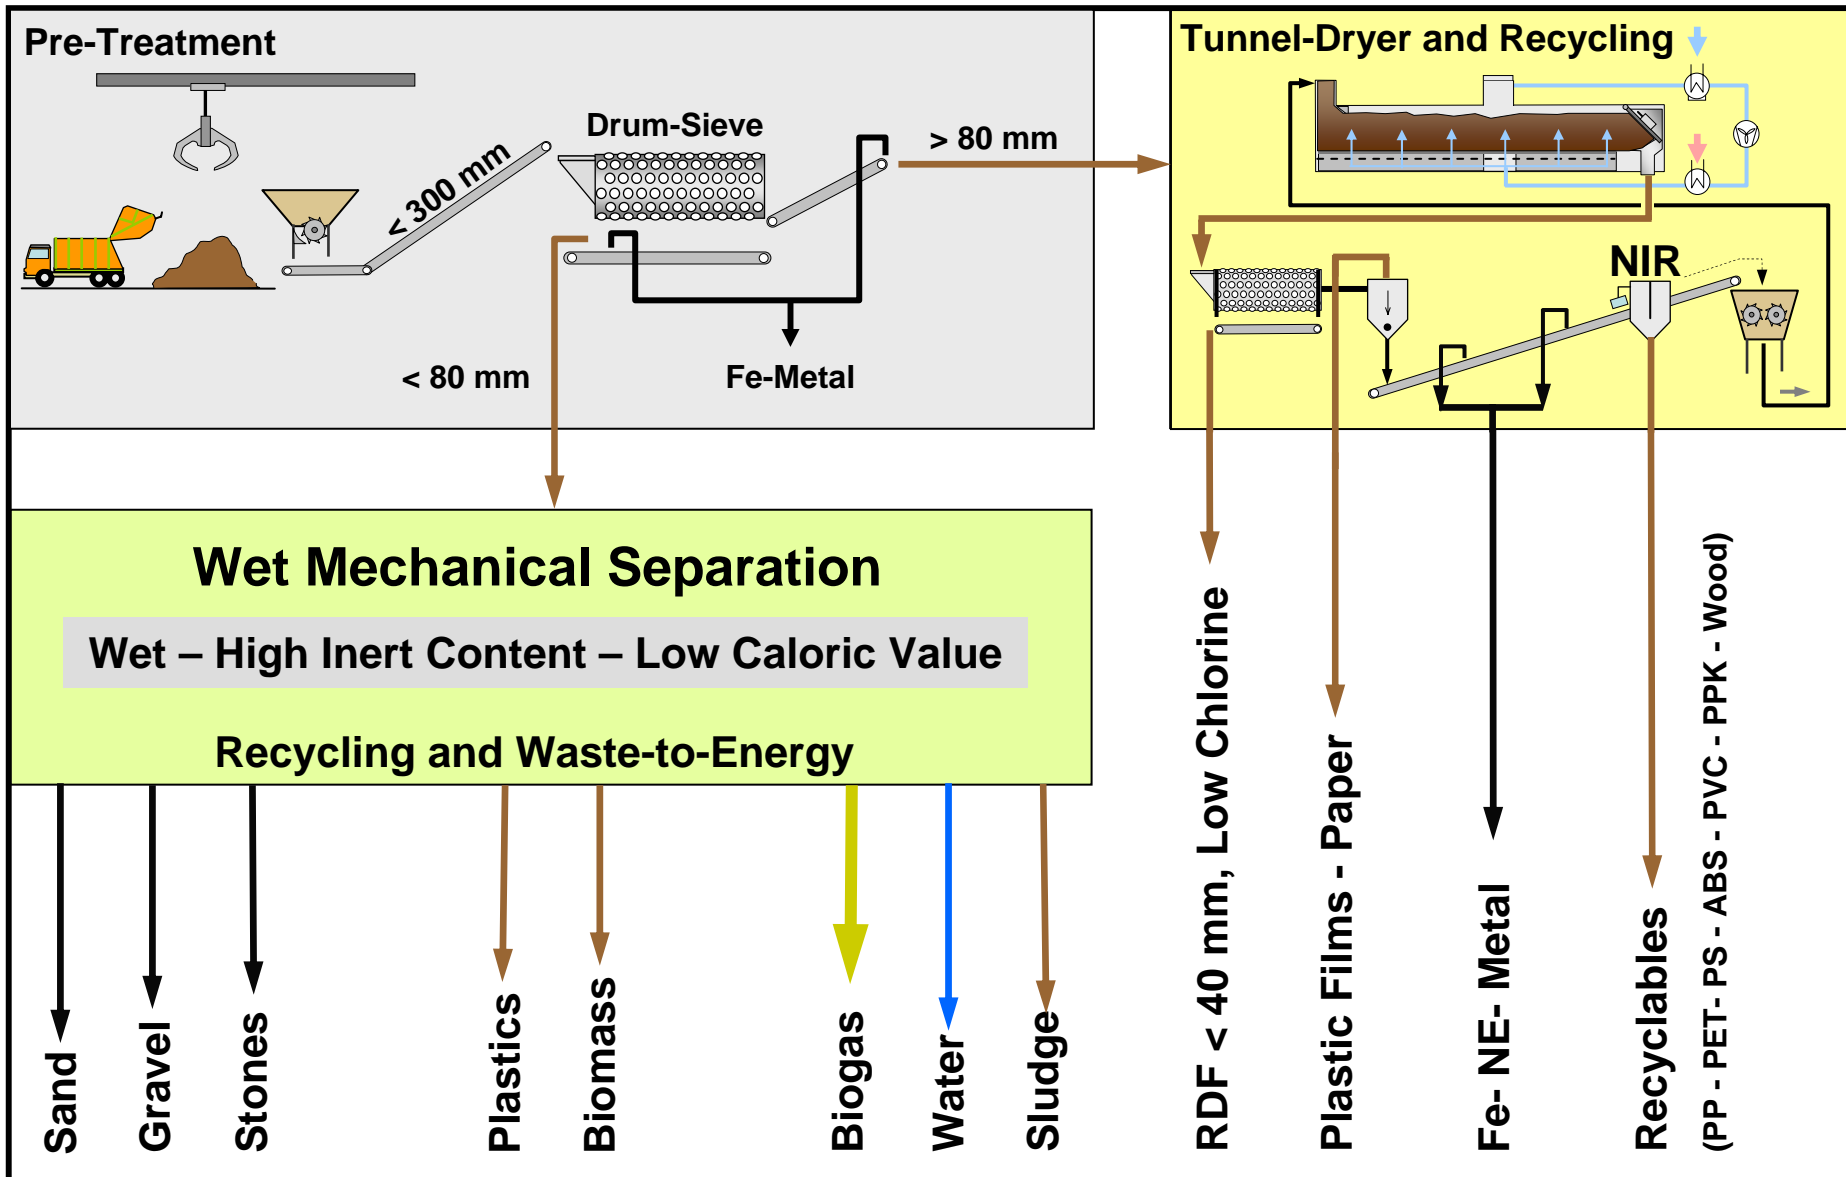 Pre-Treatment
Tunnel-Dryer and Recycling
Drum-Sieve
> 80 mm
< 300 mm
NIR
< 80 mm
Fe-Metal
Wet Mechanical Separation
Wet – High Inert Content – Low Caloric Value
Recycling and Waste-to-Energy
Sand
Gravel
Stones
Plastics
Biomass
Biogas
Water
Sludge
RDF < 40 mm, Low Chlorine
Plastic Films - Paper
Fe- NE- Metal
Recyclables
(PP - PET- PS - ABS - PVC - PPK - Wood)